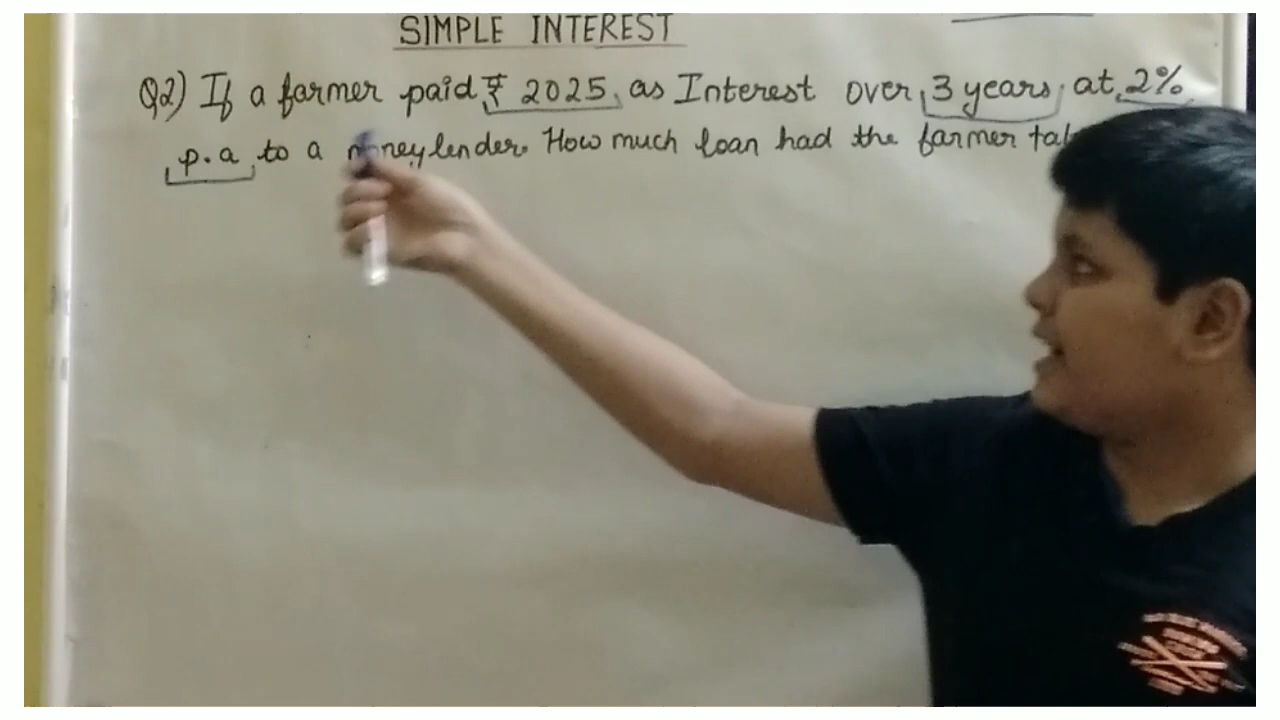 SIMPLE INTEREST
Q2) If a farmer paid ₹ 2025 as Interest over 3 years at 2%
p.a to a moneylender. How much loan had the farmer